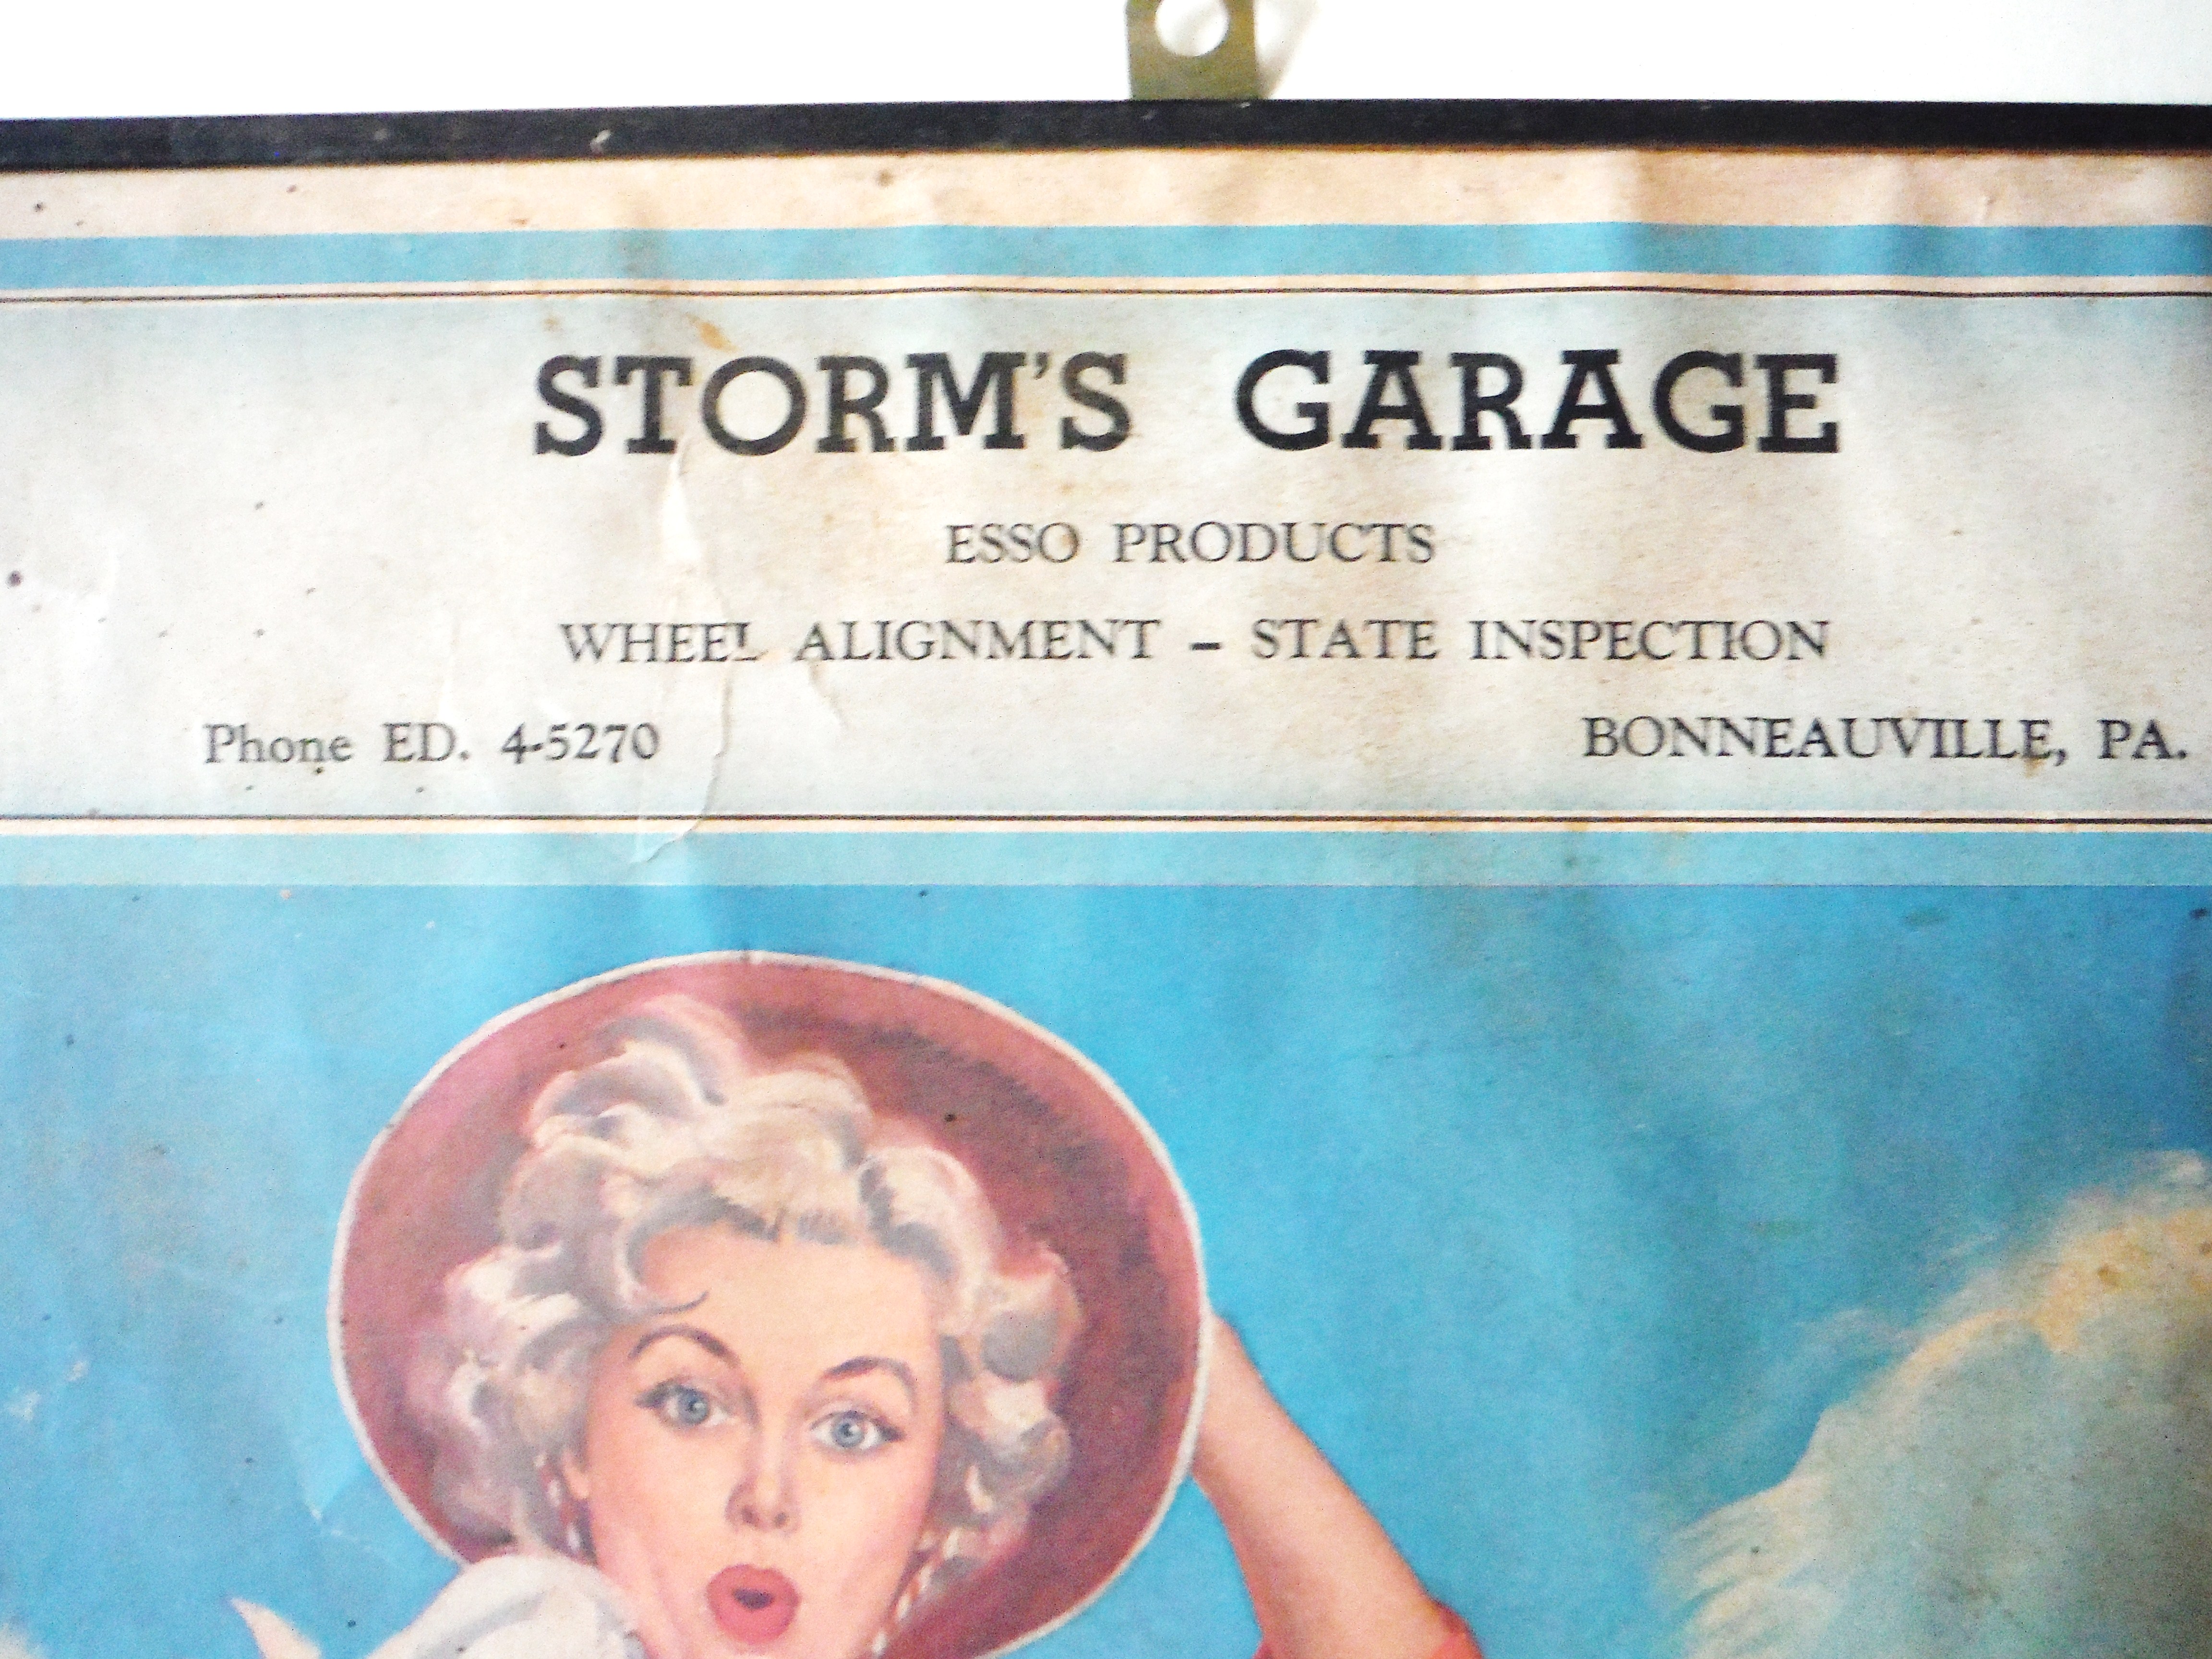 STORM'S GARAGE
ESSO PRODUCTS
WHEEL ALIGNMENT – STATE INSPECTION
Phone ED. 4-5270 BONNEAUVILLE, PA.